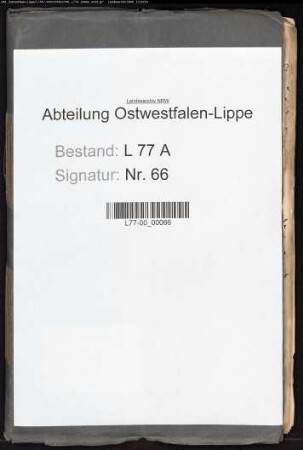 Landesarchiv NRW
Abteilung Ostwestfalen-Lippe
Bestand: L 77 A
Signatur: Nr. 66
L77-00_00066